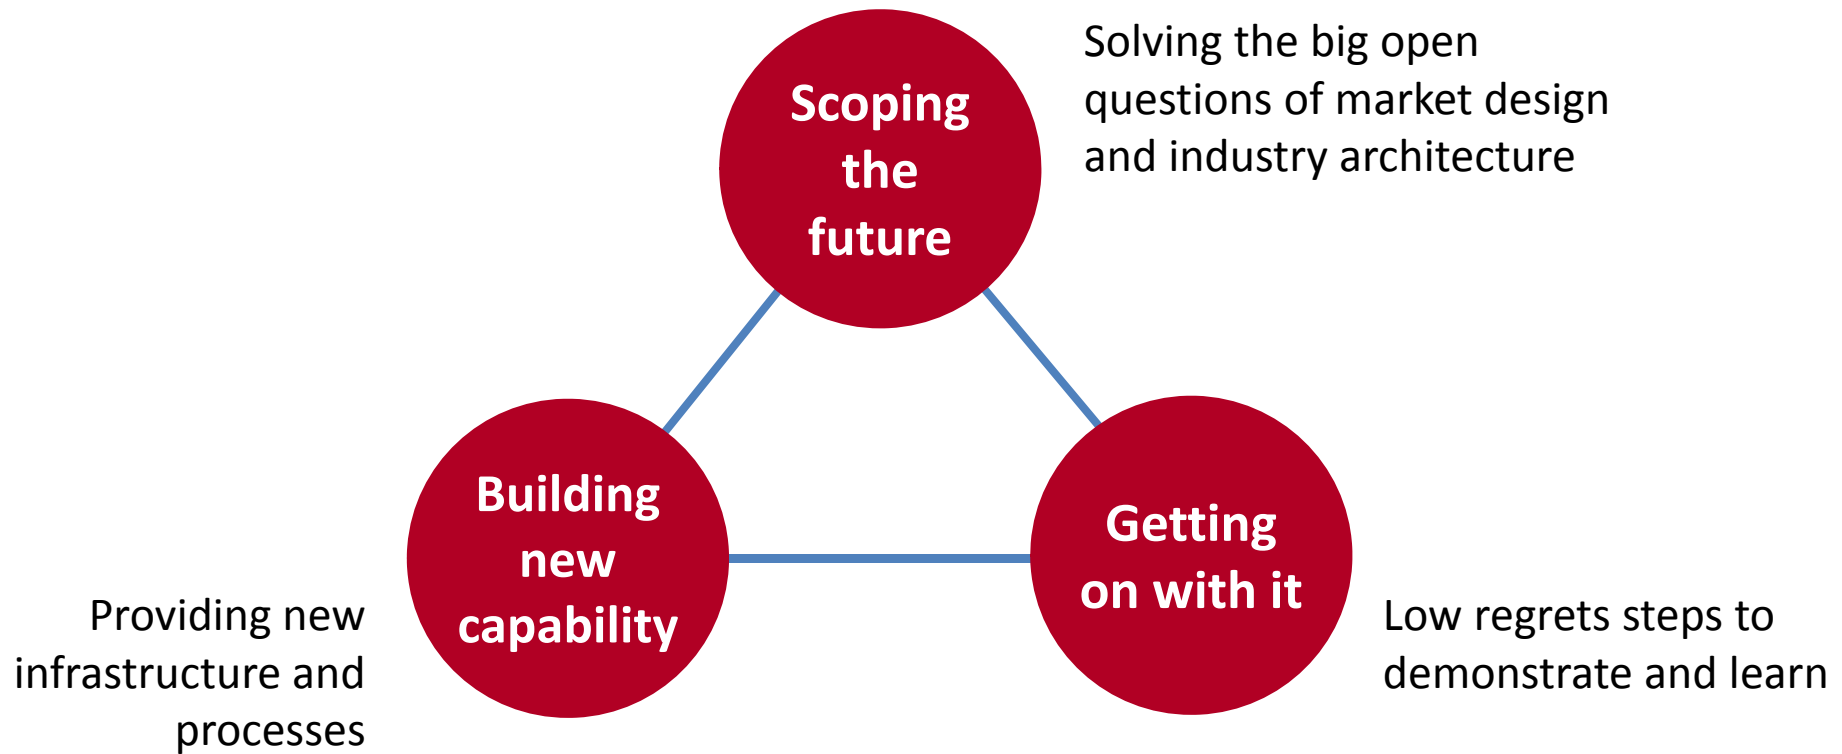 Scoping
the
future
Solving the big open
questions of market design
and industry architecture
Building
new
capability
Providing new
infrastructure and
processes
Getting
on with it
Low regrets steps to
demonstrate and learn